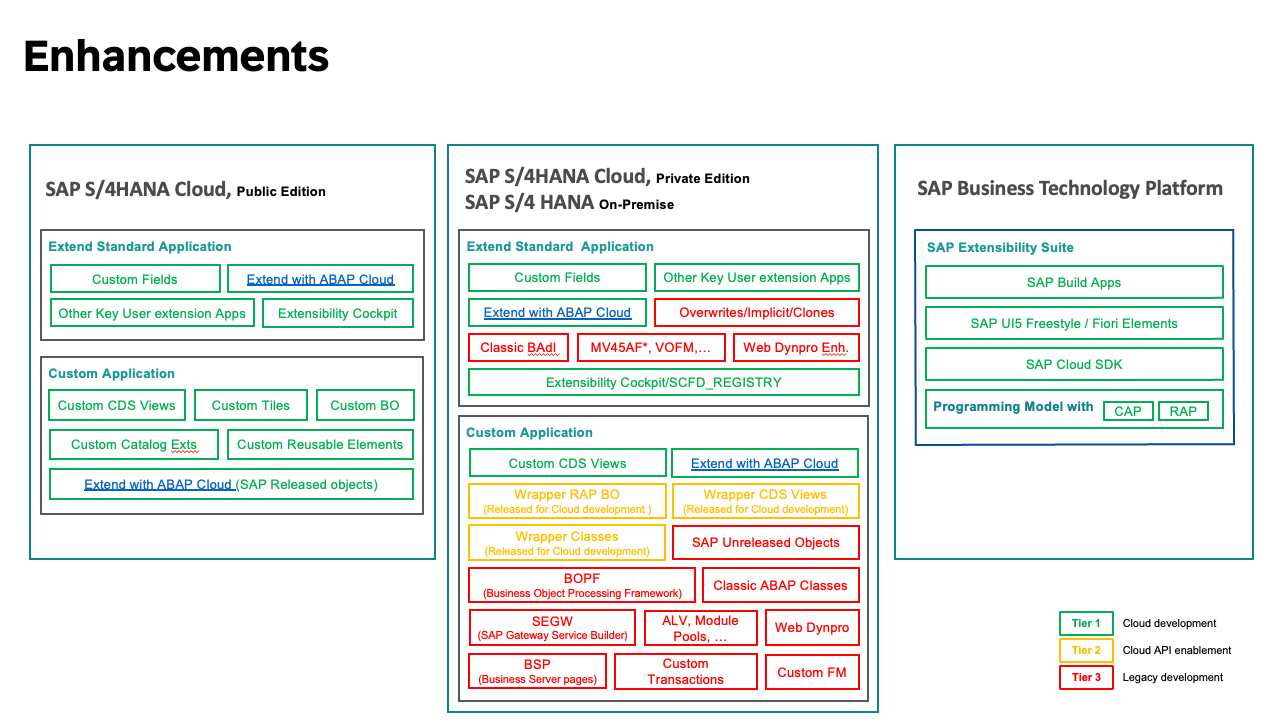 Enhancements
SAP S/4HANA Cloud, Public Edition
Extend Standard Application
Custom Fields
Extend with ABAP Cloud
Other Key User extension Apps
Extensibility Cockpit
Custom Application
Custom CDS Views
Custom Tiles
Custom BO
Custom Catalog Exts
Custom Reusable Elements
Extend with ABAP Cloud (SAP Released objects)
SAP S/4HANA Cloud, Private Edition
SAP S/4 HANA On-Premise
Extend Standard Application
Custom Fields
Other Key User extension Apps
Extend with ABAP Cloud
Overwrites/Implicit/Clones
Classic BAdI
MV45AF*, VOFM,...
Web Dynpro Enh.
Extensibility Cockpit/SCFD_REGISTRY
Custom Application
Custom CDS Views
Extend with ABAP Cloud
Wrapper RAP BO
(Released for Cloud development )
Wrapper CDS Views
(Released for Cloud development)
Wrapper Classes
(Released for Cloud development)
SAP Unreleased Objects
BOPF
(Business Object Processing Framework)
Classic ABAP Classes
SEGW
(SAP Gateway Service Builder)
ALV, Module
Pools, ...
Web Dynpro
BSP
(Business Server pages)
Custom
Transactions
Custom FM
SAP Business Technology Platform
SAP Extensibility Suite
SAP Build Apps
SAP UI5 Freestyle / Fiori Elements
SAP Cloud SDK
Programming Model with CAP RAP
Tier 1 Cloud development
Tier 2 Cloud API enablement
Tier 3 Legacy development